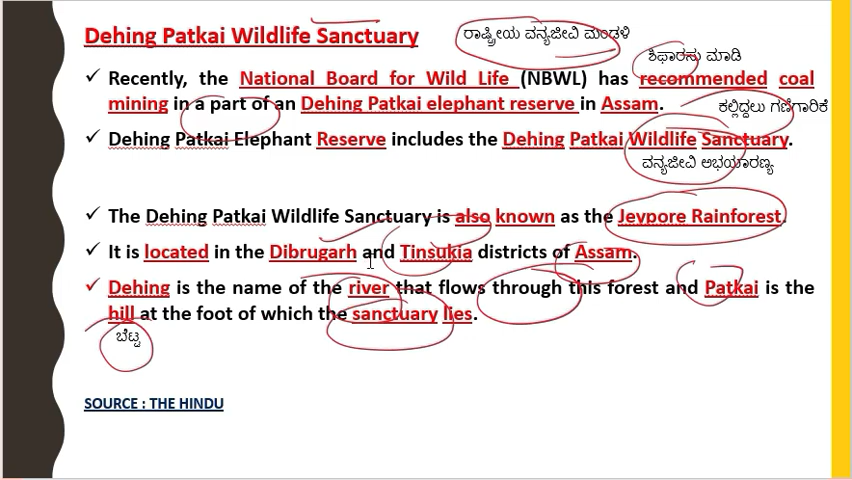 Dehing Patkai Wildlife Sanctuary
ರಾಷ್ಟ್ರೀಯ ವನ್ಯಜೀವಿ ಮಂಡಳಿ
ಶಿಫಾರಸು ಮಾಡಿ
✓ Recently, the National Board for Wild Life (NBWL) has recommended coal
mining in a part of an Dehing Patkai elephant reserve in Assam.
ಕಲ್ಲಿದ್ದಲು ಗಣಿಗಾರಿಕೆ
✓ Dehing Patkai Elephant Reserve includes the Dehing Patkai Wildlife Sanctuary.
ವನ್ಯಜೀವಿ ಅಭಯಾರಣ್ಯ
✓ The Dehing Patkai Wildlife Sanctuary is also known as the Jeypore Rainforest.
✓ It is located in the Dibrugarh and Tinsukia districts of Assam.
✓ Dehing is the name of the river that flows through this forest and Patkai is the
hill at the foot of which the sanctuary lies.
ಬೆಟ್ಟ
SOURCE : THE HINDU